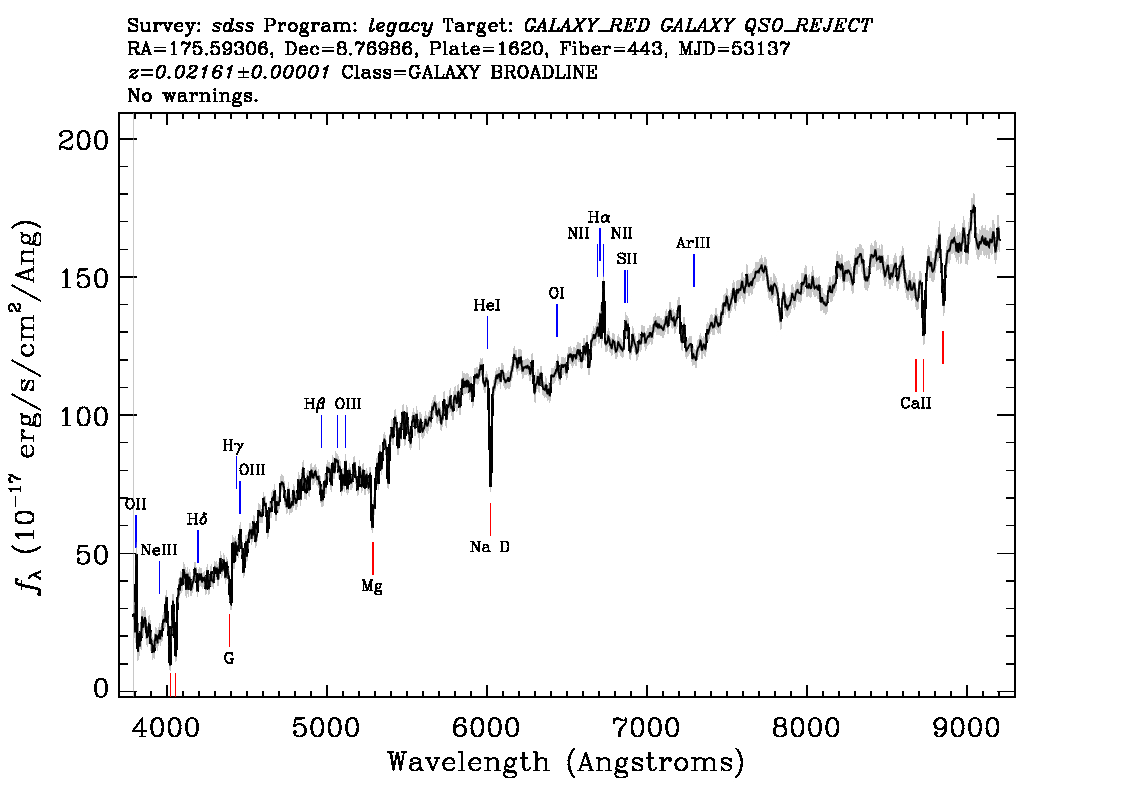 Survey: sdss Program: legacy Target: GALAXY_RED GALAXY QSO_REJECT
RA=175.59306, Dec=8.76986, Plate=1620, Fiber=443, MJD=53137
z=0.02161±0.00001 Class=GALAXY BROADLINE
No warnings.
200
150
100
50
0
f_λ (10^−17 erg/s/cm^2/Ang)
Hα
NII NII
SII
ArIII
OI
HeI
Hβ OIII
Hγ
OIII
OII
Hδ
NeIII
G
Mg
Na D
CaII
4000 5000 6000 7000 8000 9000
Wavelength (Angstroms)